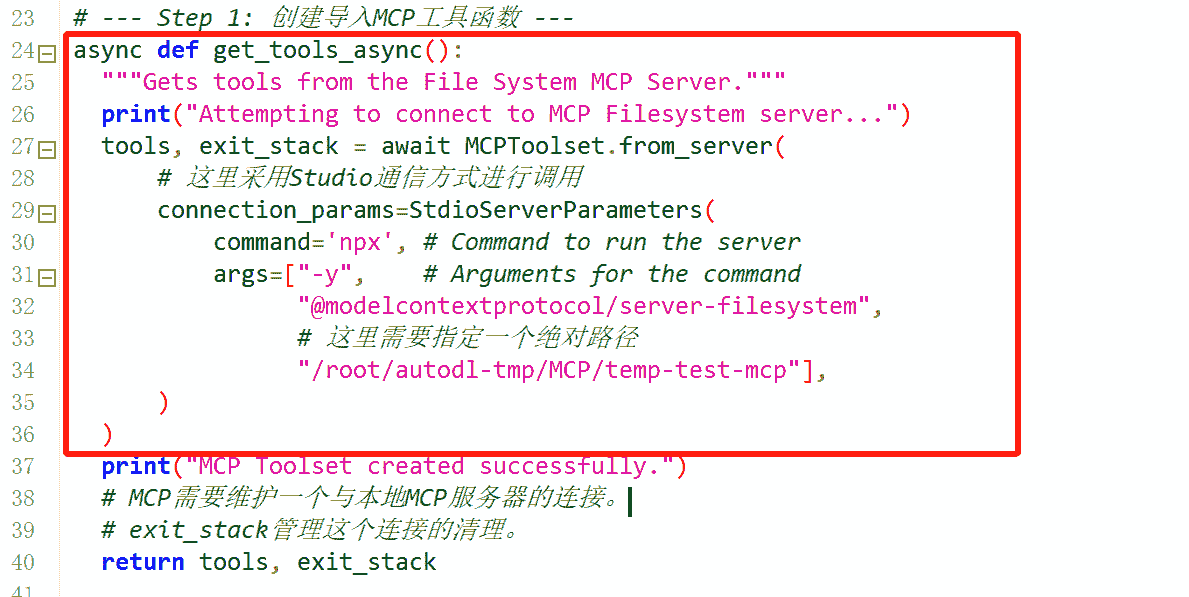 23 # --- Step 1: 创建导入MCP工具函数 ---
24 async def get_tools_async():
25   """Gets tools from the File System MCP Server."""
26   print("Attempting to connect to MCP Filesystem server...")
27   tools, exit_stack = await MCPToolset.from_server(
28       # 这里采用Studio通信方式进行调用
29       connection_params=StdioServerParameters(
30           command='npx', # Command to run the server
31           args=["-y",    # Arguments for the command
32                 "@modelcontextprotocol/server-filesystem",
33                 # 这里需要指定一个绝对路径
34                 "/root/autodl-tmp/MCP/temp-test-mcp"],
35       )
36   )
37   print("MCP Toolset created successfully.")
38   # MCP需要维护一个与本地MCP服务器的连接。
39   # exit_stack管理这个连接的清理。
40   return tools, exit_stack
41